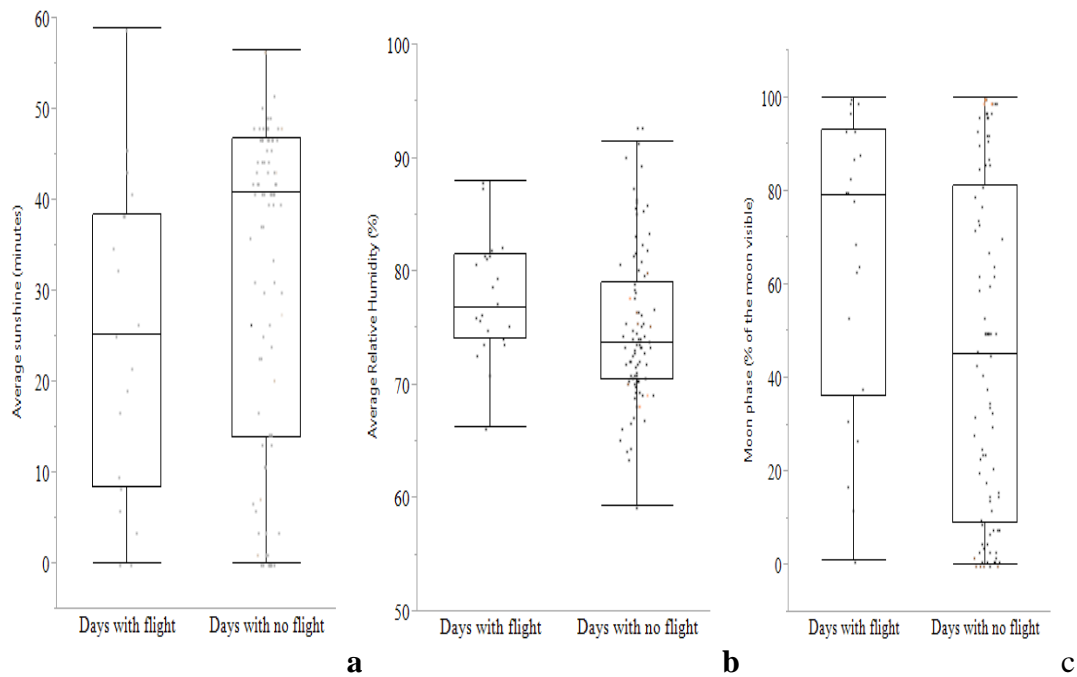 Average sunshine (minutes)
60
50
40
30
20
10
0
Days with flight
Days with no flight
a
Average Relative Humidity (%)
100
90
80
70
60
50
Days with flight
Days with no flight
b
Moon phase (% of the moon visible)
100
80
60
40
20
0
Days with flight
Days with no flight
c